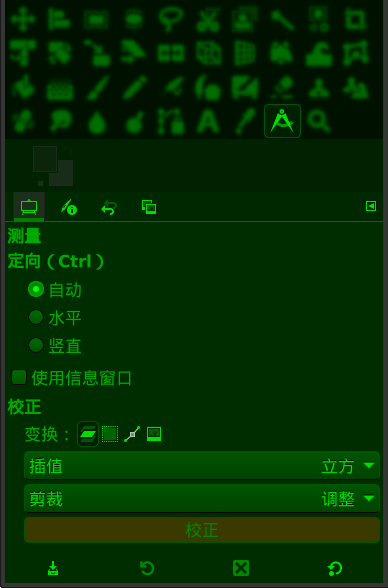 测量
定向（Ctrl）
自动
水平
竖直
使用信息窗口
校正
变换：
插值 立方
剪裁 调整
校正